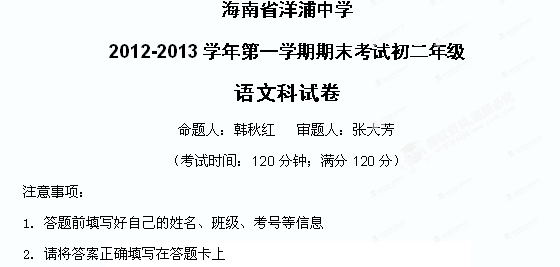 海南省洋浦中学
2012-2013 学年第一学期期末考试初二年级
语文科试卷
命题人：韩秋红 审题人：张大芳
（考试时间：120 分钟；满分 120 分）
注意事项：
1. 答题前填写好自己的姓名、班级、考号等信息
2. 请将答案正确填写在答题卡上